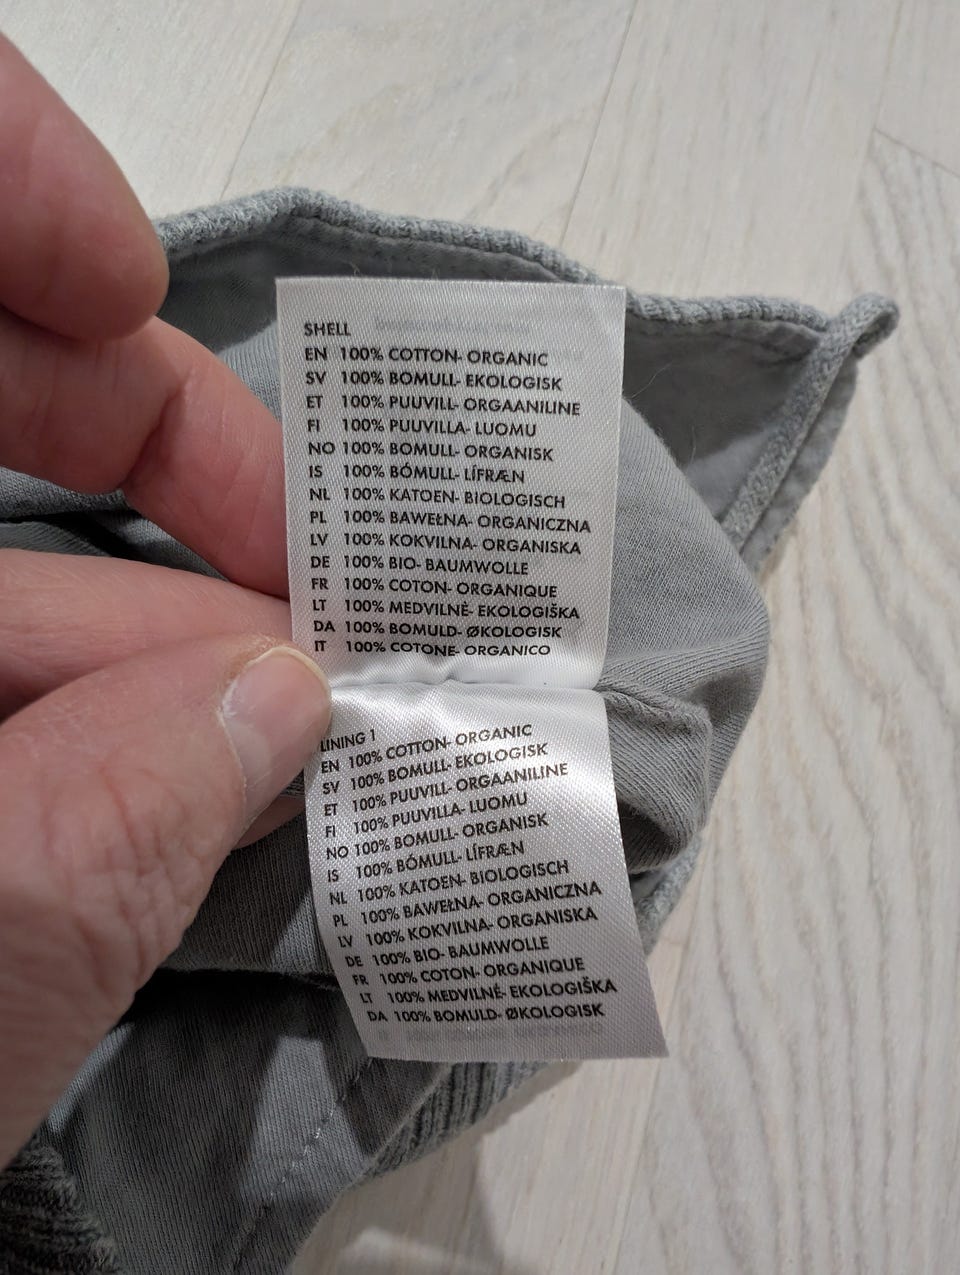 SHELL
EN 100% COTTON- ORGANIC
SV 100% BOMULL- EKOLOGISK
ET 100% PUUVILL- ORGAANILINE
FI 100% PUUVILLA- LUOMU
NO 100% BOMULL- ORGANISK
IS 100% BÓMULL- LÍFRÆN
NL 100% KATOEN- BIOLOGISCH
PL 100% BAWEŁNA- ORGANICZNA
LV 100% KOKVILNA- ORGANISKA
DE 100% BIO- BAUMWOLLE
FR 100% COTON- ORGANIQUE
LT 100% MEDVILNĖ- EKOLOGIŠKA
DA 100% BOMULD- ØKOLOGISK
IT 100% COTONE- ORGANICO
LINING 1
EN 100% COTTON- ORGANIC
SV 100% BOMULL- EKOLOGISK
ET 100% PUUVILL- ORGAANILINE
FI 100% PUUVILLA- LUOMU
NO 100% BOMULL- ORGANISK
IS 100% BÓMULL- LÍFRÆN
NL 100% KATOEN- BIOLOGISCH
PL 100% BAWEŁNA- ORGANICZNA
LV 100% KOKVILNA- ORGANISKA
DE 100% BIO- BAUMWOLLE
FR 100% COTON- ORGANIQUE
LT 100% MEDVILNĖ- EKOLOGIŠKA
DA 100% BOMULD- ØKOLOGISK